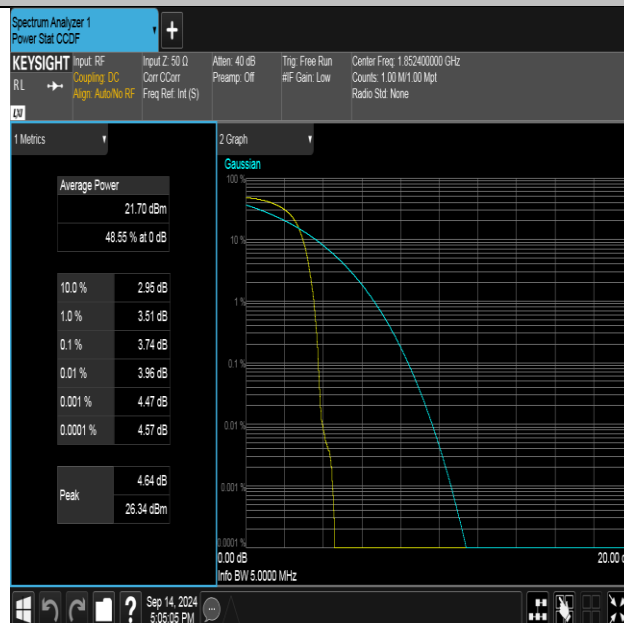 Spectrum Analyzer 1
Power Stat CCDF
+
KEYSIGHT
RL
LXI
Input: RF
Coupling: DC
Align: Auto/No RF
Input Z: 50 Ω
Corr CCorr
Freq Ref: Int (S)
Atten: 40 dB
Preamp: Off
Trig: Free Run
#IF Gain: Low
Center Freq: 1.852400000 GHz
Counts: 1.00 M/1.00 Mpt
Radio Std: None
1 Metrics
Average Power
21.70 dBm
48.55 % at 0 dB
10.0 % 2.95 dB
1.0 % 3.51 dB
0.1 % 3.74 dB
0.01 % 3.96 dB
0.001 % 4.47 dB
0.0001 % 4.57 dB
Peak
4.64 dB
26.34 dBm
2 Graph
Gaussian
100 %
10 %
1 %
0.1 %
0.01 %
0.001 %
0.0001 %
0.00 dB
20.00
Info BW 5.0000 MHz
?
Sep 14, 2024
5:05:05 PM